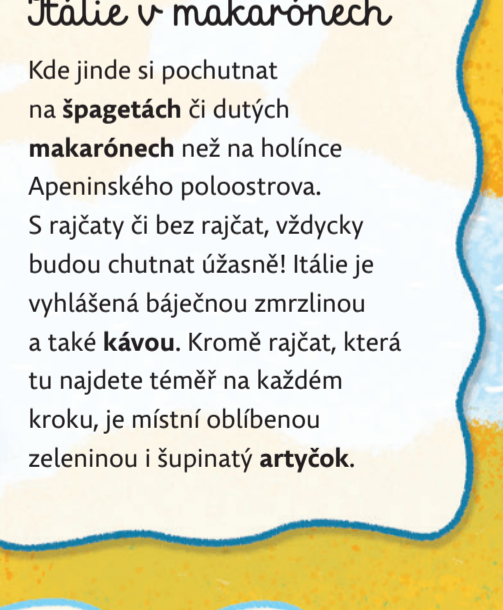 Itálie v makarónech
Kde jinde si pochutnat
na špagetách či dutých
makarónech než na holínce
Apeninského poloostrova.
S rajčaty či bez rajčat, vždycky
budou chutnat úžasně! Itálie je
vyhlášená báječnou zmrzlinou
a také kávou. Kromě rajčat, která
tu najdete téměř na každém
kroku, je místní oblíbenou
zeleninou i šupinatý artyčok.